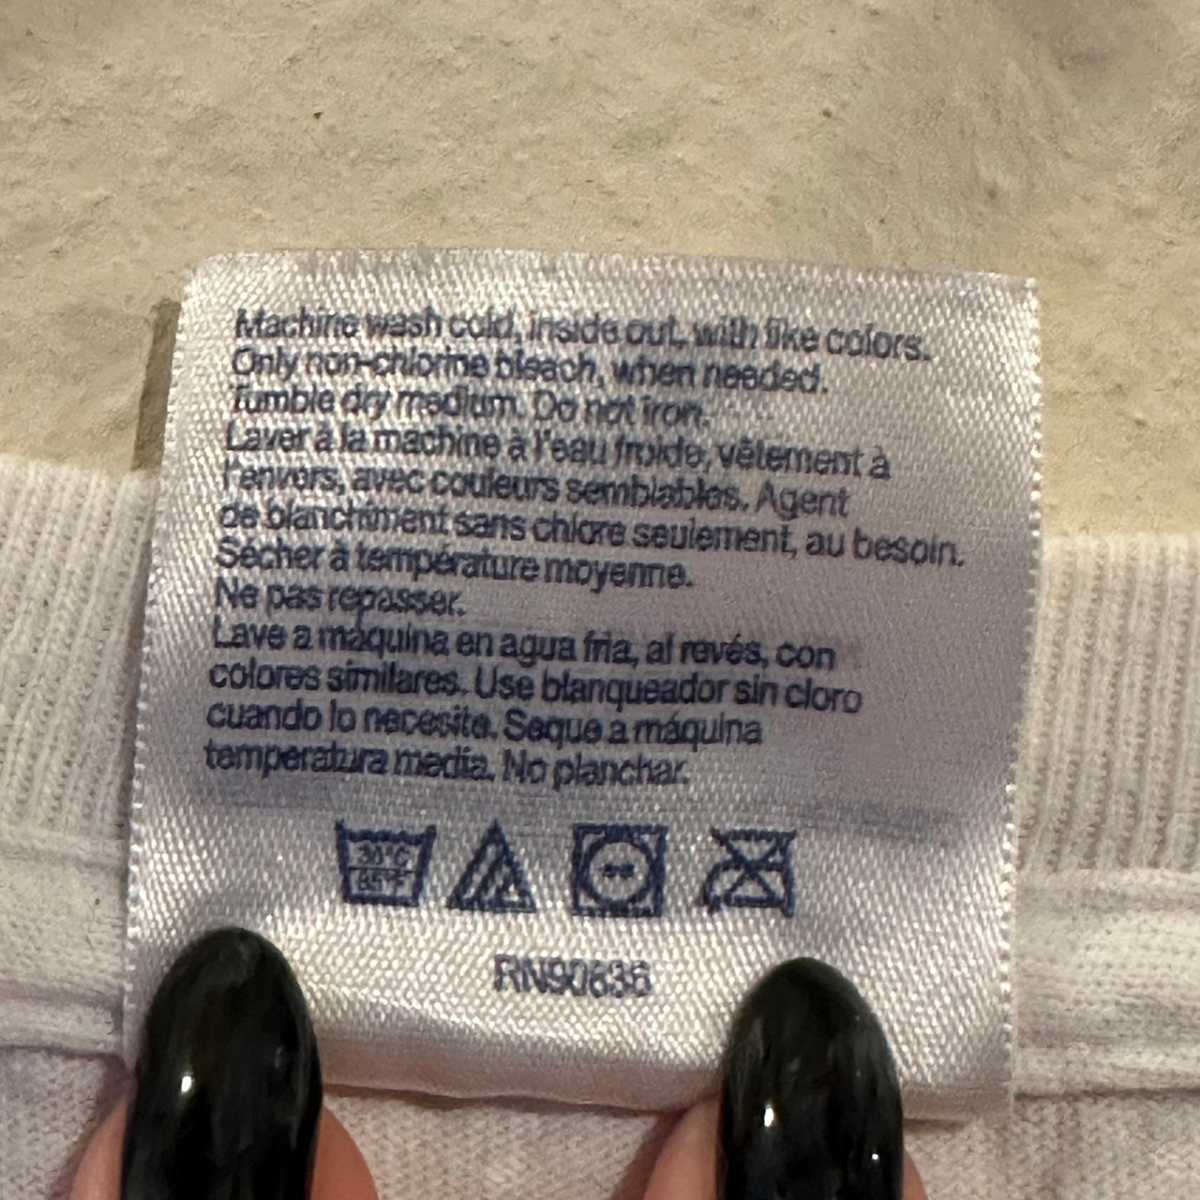 Machine wash cold, inside out, with like colors.
Only non-chlorine bleach, when needed.
Tumble dry medium. Do not iron.
Laver à la machine à l'eau froide, vêtement à
l'envers, avec couleurs semblables. Agent
de blanchiment sans chlore seulement, au besoin.
Sécher à température moyenne.
Ne pas repasser.
Lave a máquina en agua fria, al revés, con
colores similares. Use blanqueador sin cloro
cuando lo necesite. Seque a máquina
temperatura media. No planchar.
30°C
85°F
RN90836